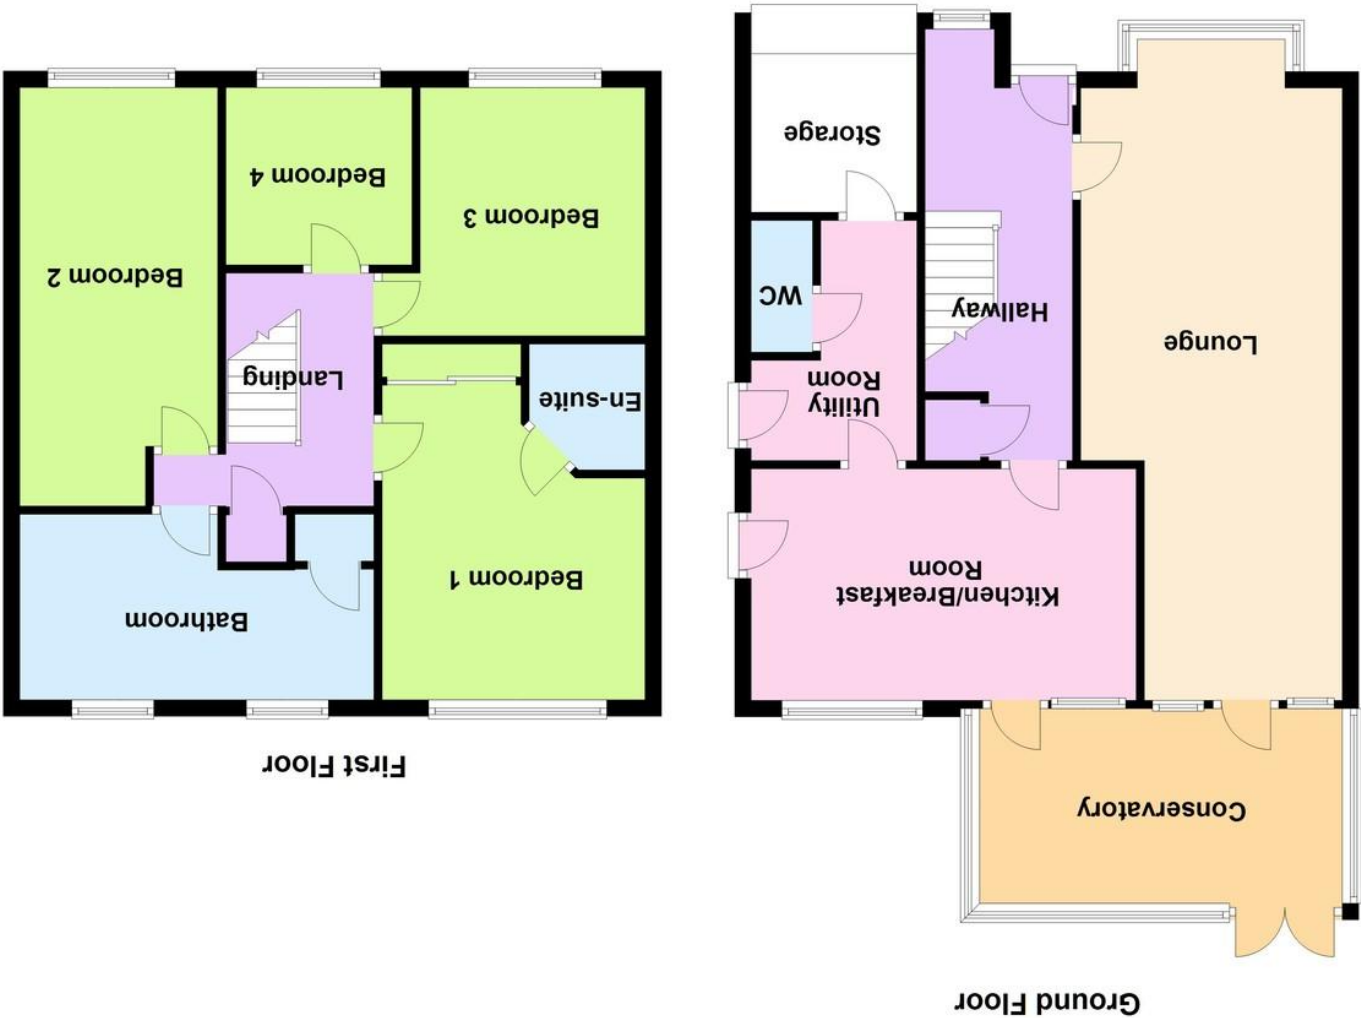 Ground Floor
Conservatory
Kitchen/Breakfast
Room
Lounge
Utility
Room
Hallway
WC
Storage
First Floor
Bathroom
Bedroom 1
En-suite
Landing
Bedroom 2
Bedroom 3
Bedroom 4